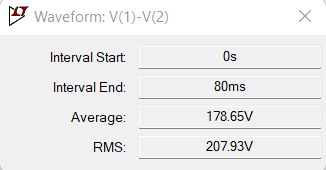 Waveform: V(1)-V(2)
Interval Start: 0s
Interval End: 80ms
Average: 178.65V
RMS: 207.93V